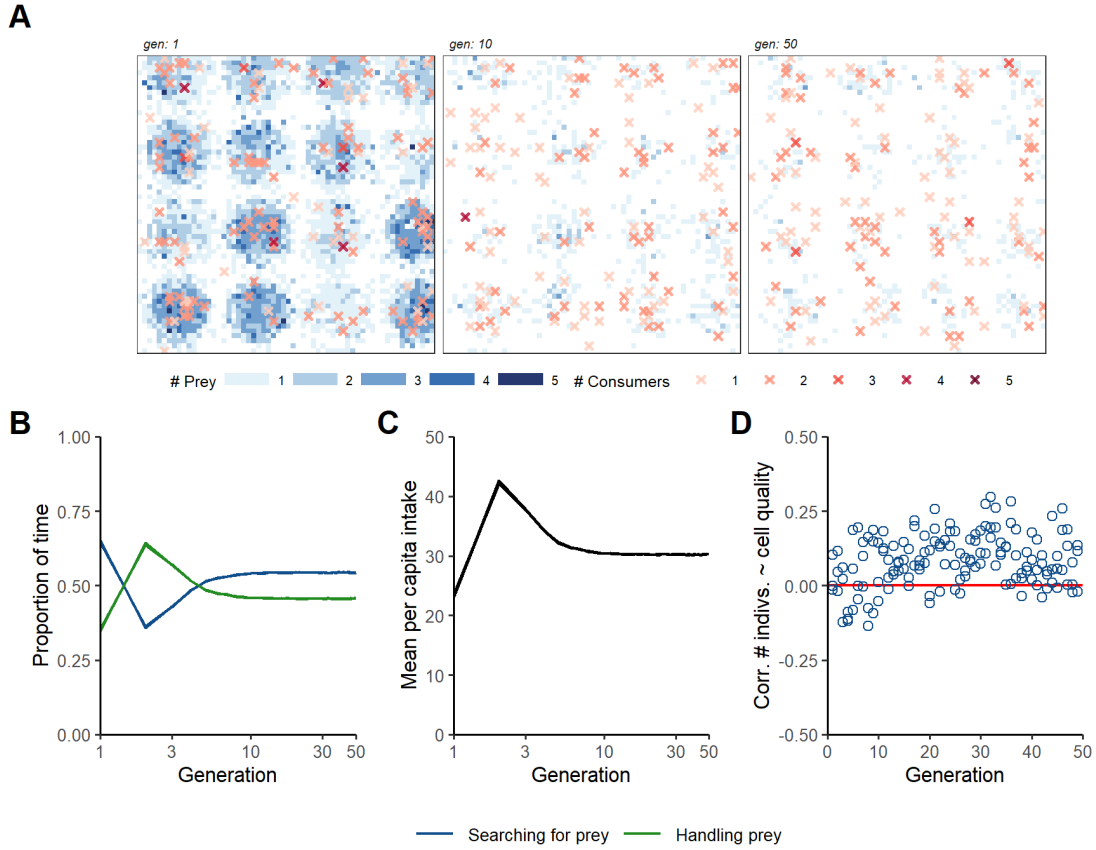 A
gen: 1 gen: 10 gen: 50
# Prey 1 2 3 4 5 # Consumers 1 2 3 4 5
B
Proportion of time
1.00
0.75
0.50
0.25
0.00
1 3 10 30 50
Generation
C
Mean per capita intake
50
40
30
20
10
0
1 3 10 30 50
Generation
D
Corr. # indivs. ~ cell quality
0.50
0.25
0.00
-0.25
-0.50
0 10 20 30 40 50
Generation
Searching for prey Handling prey